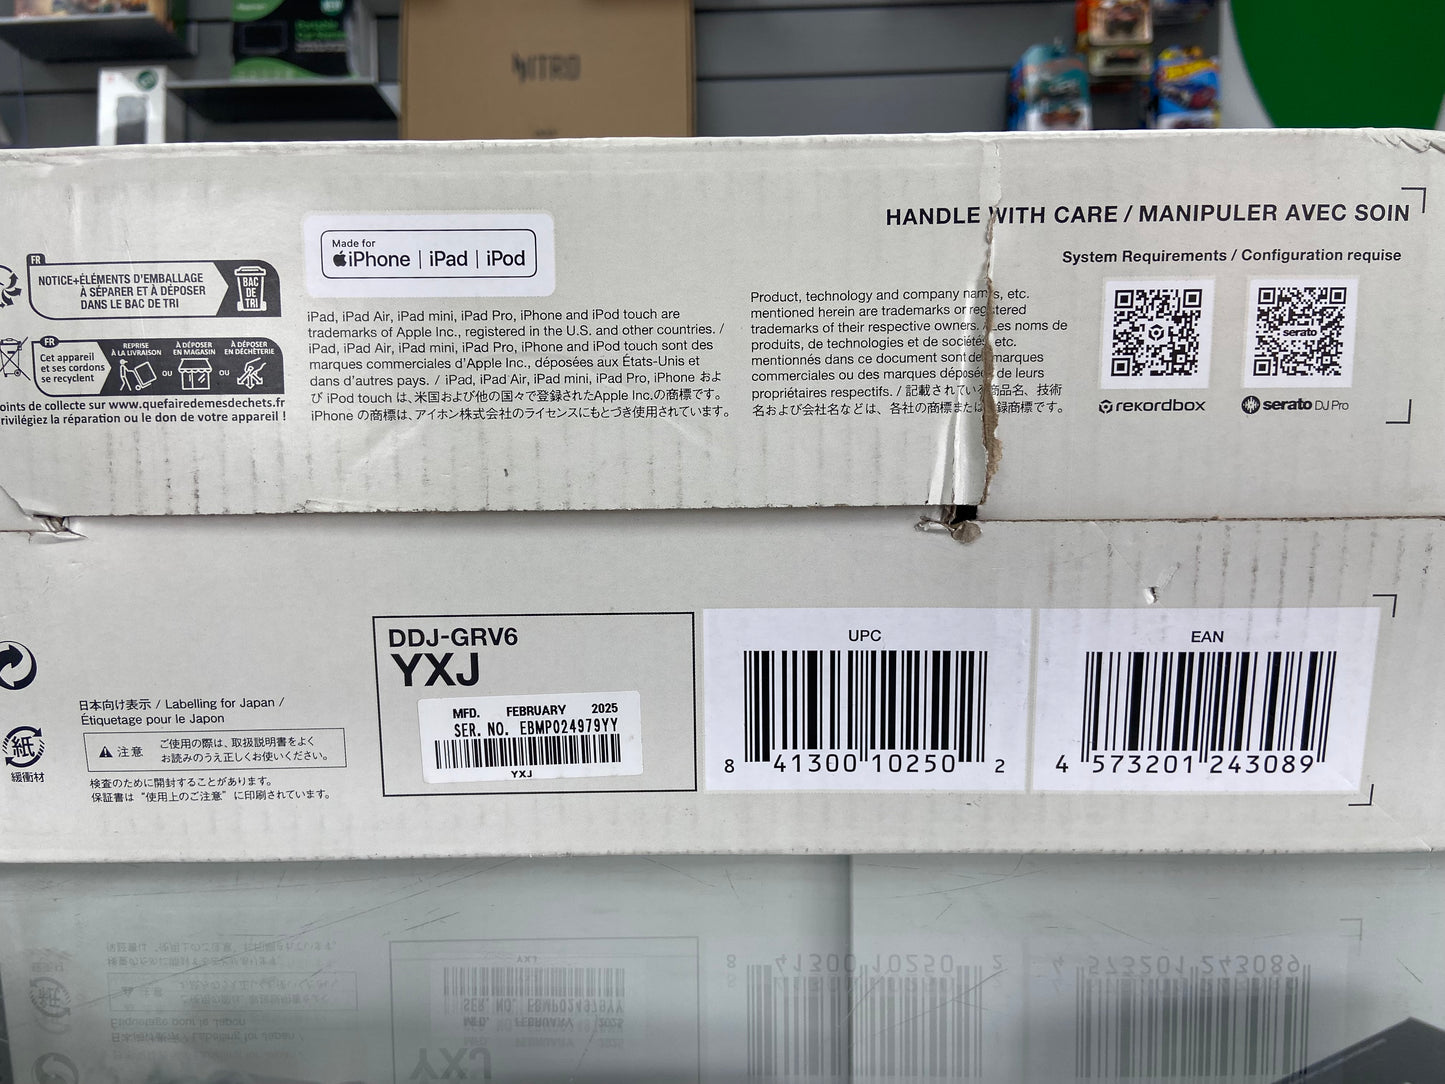 NITRO
HANDLE WITH CARE / MANIPULER AVEC SOIN
System Requirements / Configuration requise
rekordbox
serato
serato DJ Pro
FR
NOTICE+ÉLÉMENTS D'EMBALLAGE
À SÉPARER ET À DÉPOSER
DANS LE BAC DE TRI
BAC
DE
TRI
FR
Cet appareil
et ses cordons
se recyclent
REPRISE
À LA LIVRAISON
OU
À DÉPOSER
EN MAGASIN
OU
À DÉPOSER
EN DÉCHÈTERIE
oints de collecte sur www.quefairedemesdechets.fr
rivilégiez la réparation ou le don de votre appareil !
Made for
iPhone | iPad | iPod
iPad, iPad Air, iPad mini, iPad Pro, iPhone and iPod touch are
trademarks of Apple Inc., registered in the U.S. and other countries. /
iPad, iPad Air, iPad mini, iPad Pro, iPhone and iPod touch sont des
marques commerciales d'Apple Inc., déposées aux États-Unis et
dans d'autres pays. / iPad, iPad Air, iPad mini, iPad Pro, iPhone およ
び iPod touch は、米国および他の国々で登録されたApple Inc.の商標です。
iPhone の商標は、アイホン株式会社のライセンスにもとづき使用されています。
Product, technology and company names, etc.
mentioned herein are trademarks or registered
trademarks of their respective owners. / Les noms de
produits, de technologies et de sociétés, etc.
mentionnés dans ce document sont des marques
commerciales ou des marques déposées de leurs
propriétaires respectifs. / 記載されている商品名、技術
名および会社名などは、各社の商標または登録商標です。
紙
緩衝材
日本向け表示 / Labelling for Japan /
Étiquetage pour le Japon
注意
ご使用の際は、取扱説明書をよく
お読みのうえ正しくお使いください。
検査のために開封することがあります。
保証書は "使用上のご注意" に印刷されています。
DDJ-GRV6
YXJ
MFD. FEBRUARY 2025
SER. NO. EBMP024979YY
YXJ
UPC
8 41300 10250 2
EAN
4 573201 243089